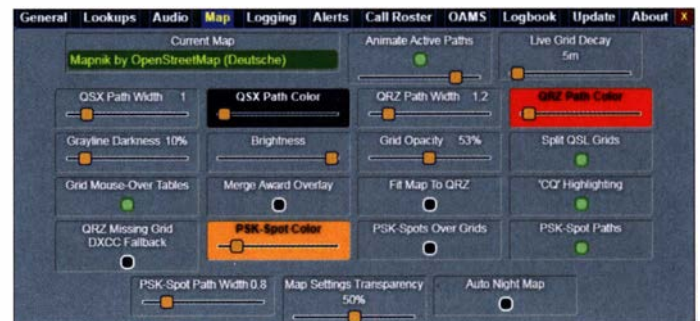 General Lookups Audio Map Logging Alerts Call Roster OAMS Logbook Update About X
Current Map
Mapnik by OpenStreetMap (Deutsche)
Animate Active Paths
Live Grid Decay
5m
QSX Path Width 1
QSX Path Color
QRZ Path Width 1.2
QRZ Path Color
Grayline Darkness 10%
Brightness
Grid Opacity 53%
Split QSL Grids
Grid Mouse-Over Tables
Merge Award Overlay
Fit Map To QRZ
'CQ' Highlighting
QRZ Missing Grid
DXCC Fallback
PSK-Spot Color
PSK-Spots Over Grids
PSK-Spot Paths
PSK-Spot Path Width 0.8
Map Settings Transparency
50%
Auto Night Map